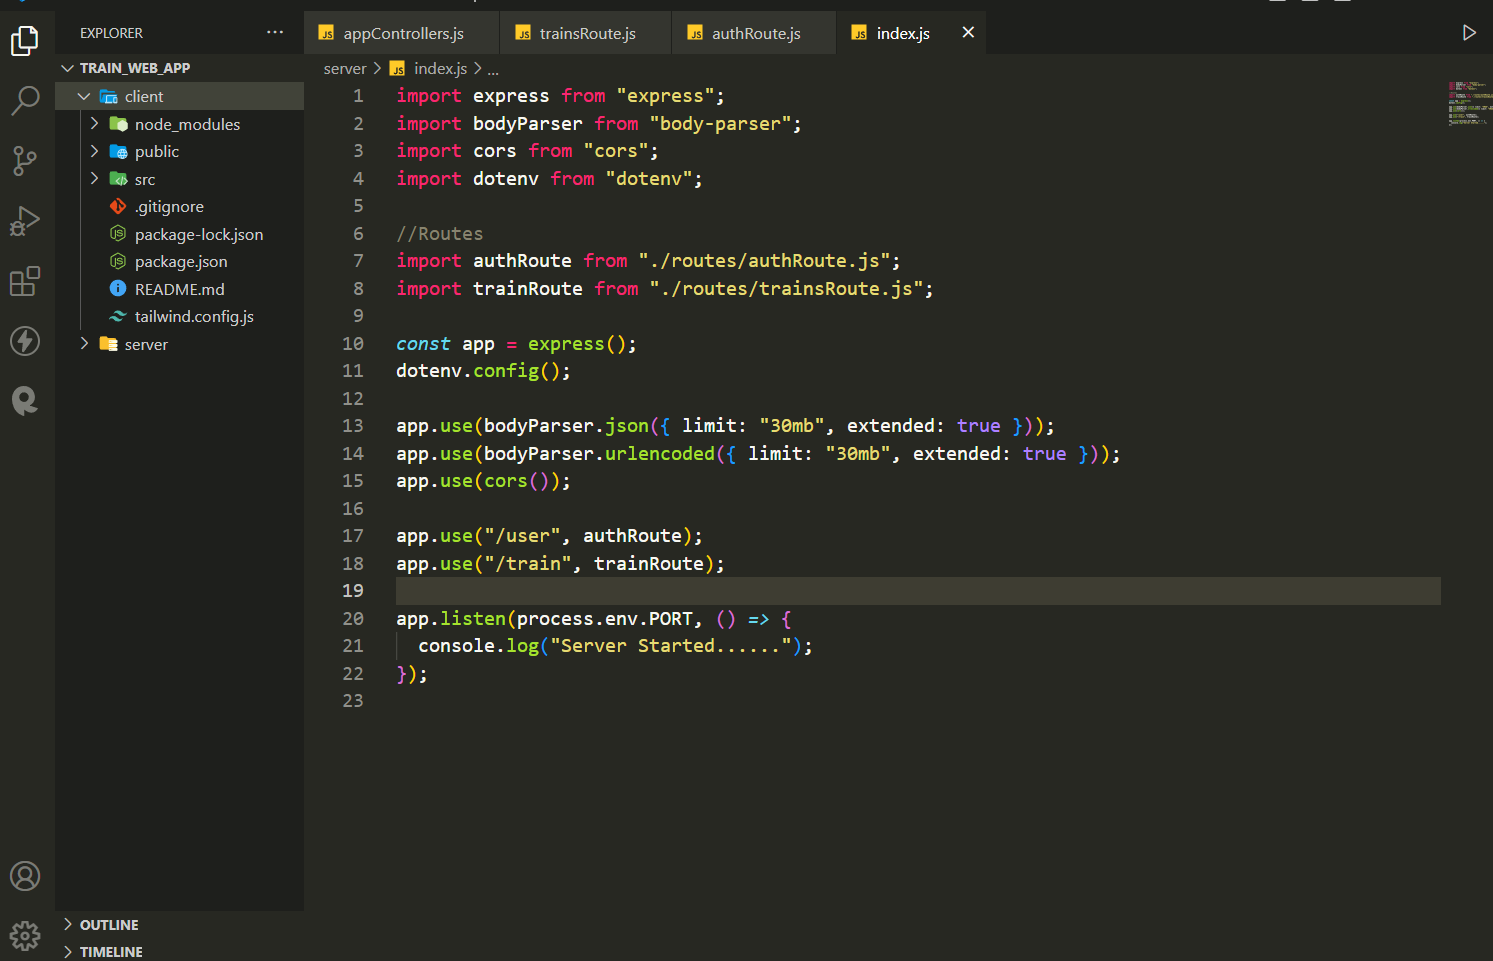 EXPLORER ...
TRAIN_WEB_APP
client
node_modules
public
src
.gitignore
package-lock.json
package.json
README.md
tailwind.config.js
server
OUTLINE
TIMELINE
JS appControllers.js JS trainsRoute.js JS authRoute.js JS index.js ×
server > JS index.js > ...
1 import express from "express";
2 import bodyParser from "body-parser";
3 import cors from "cors";
4 import dotenv from "dotenv";
5
6 //Routes
7 import authRoute from "./routes/authRoute.js";
8 import trainRoute from "./routes/trainsRoute.js";
9
10 const app = express();
11 dotenv.config();
12
13 app.use(bodyParser.json({ limit: "30mb", extended: true }));
14 app.use(bodyParser.urlencoded({ limit: "30mb", extended: true }));
15 app.use(cors());
16
17 app.use("/user", authRoute);
18 app.use("/train", trainRoute);
19
20 app.listen(process.env.PORT, () => {
21   console.log("Server Started......");
22 });
23